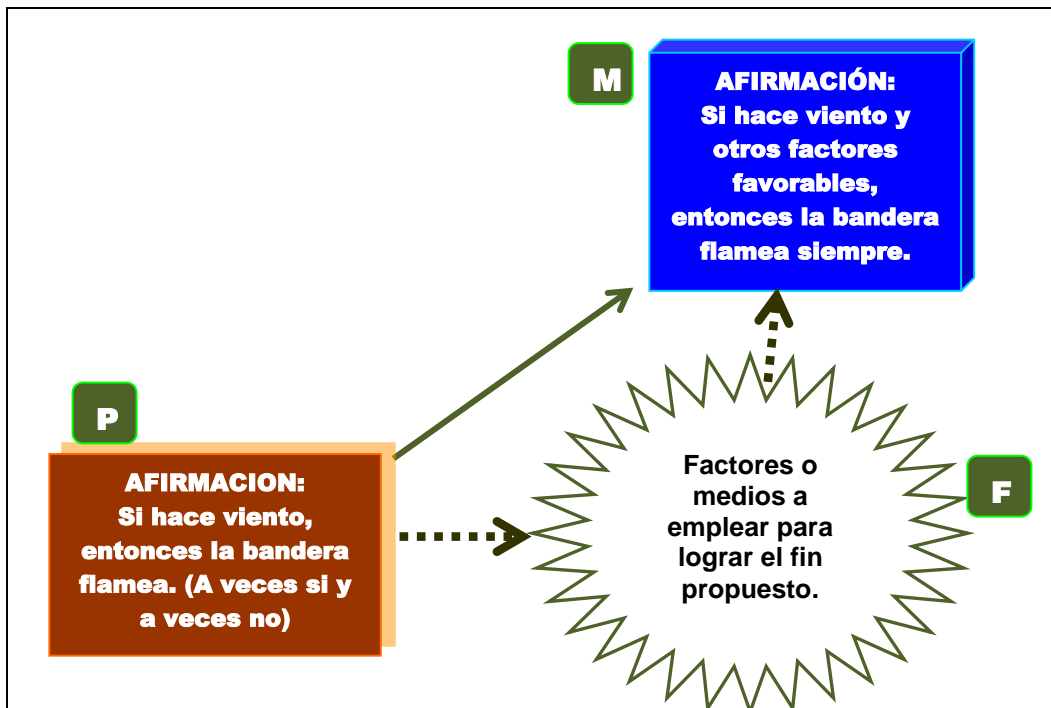 M
AFIRMACIÓN:
Si hace viento y
otros factores
favorables,
entonces la bandera
flamea siempre.
P
AFIRMACION:
Si hace viento,
entonces la bandera
flamea. (A veces si y
a veces no)
Factores o
medios a
emplear para
lograr el fin
propuesto.
F